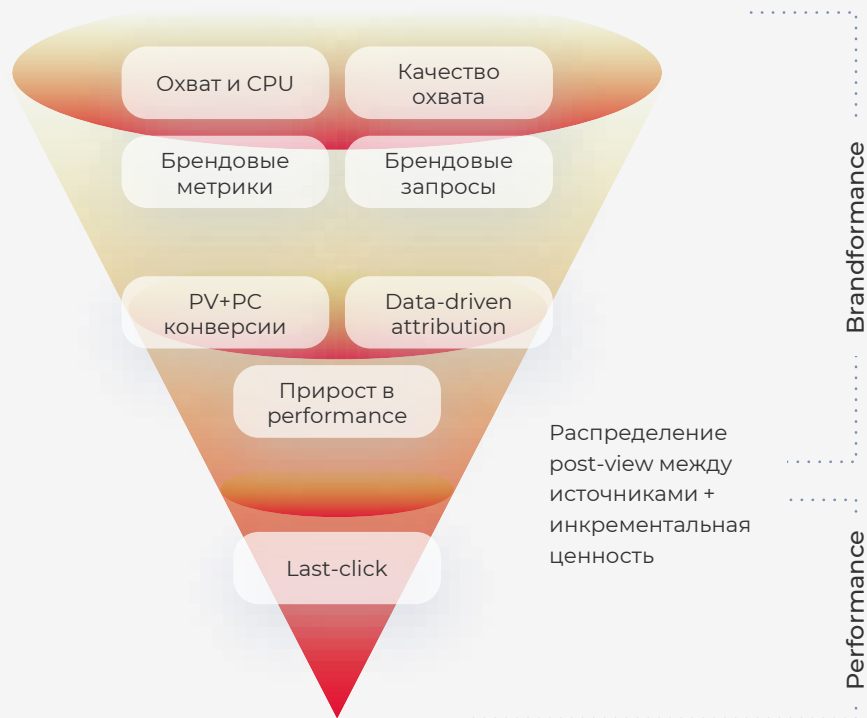 Охват и CPU
Качество
охвата
Брендовые
метрики
Брендовые
запросы
PV+PC
конверсии
Data-driven
attribution
Прирост в
performance
Распределение
post-view между
источниками +
инкрементальная
ценность
Last-click
Brandformance
Performance